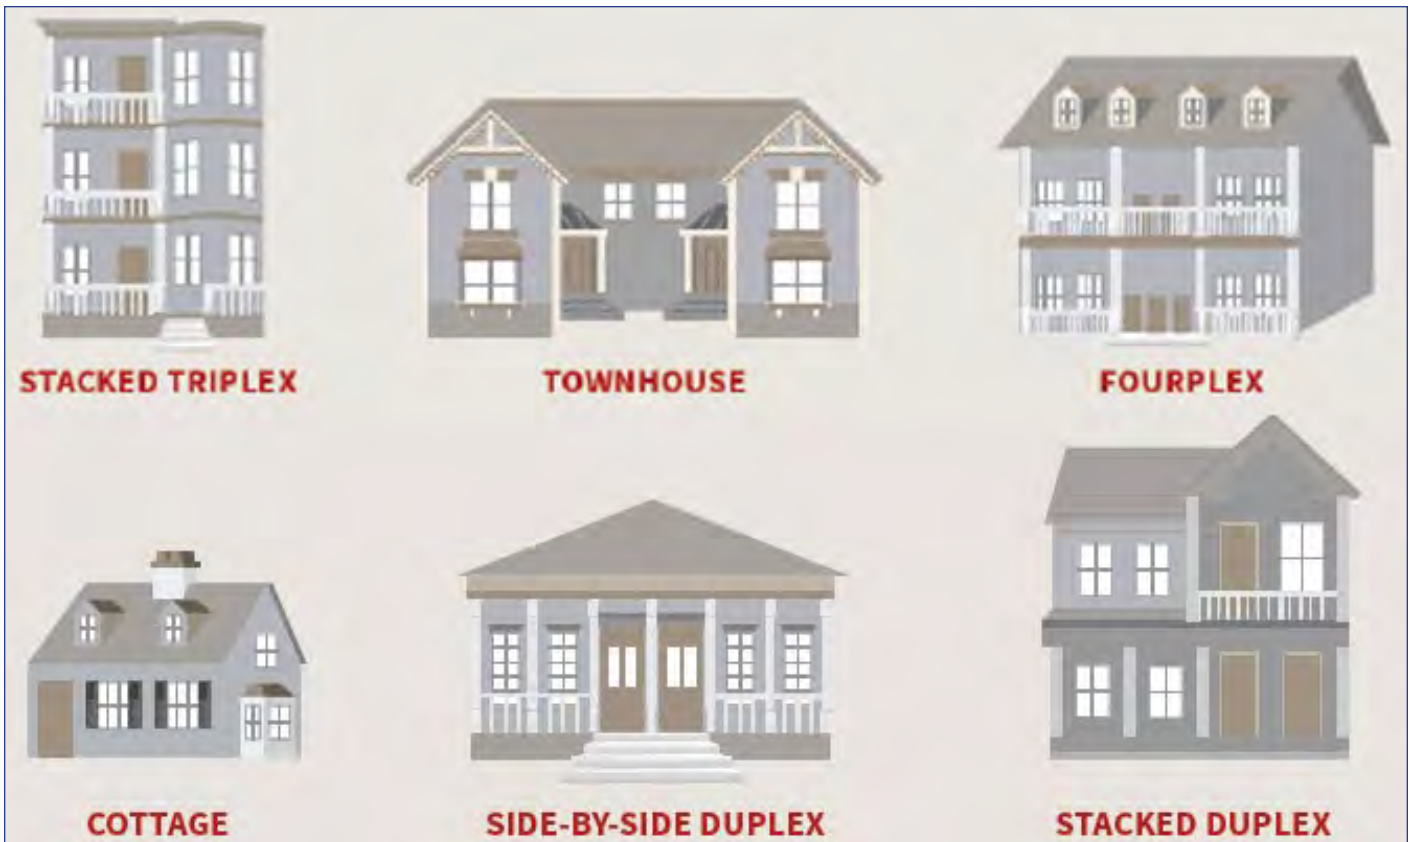 STACKED TRIPLEX
TOWNHOUSE
FOURPLEX
COTTAGE
SIDE-BY-SIDE DUPLEX
STACKED DUPLEX